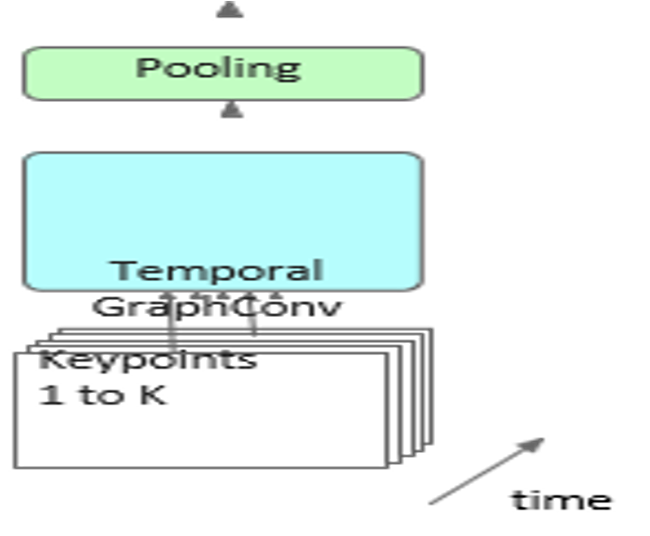 Pooling
Temporal
GraphConv
Keypoints
1 to K
time